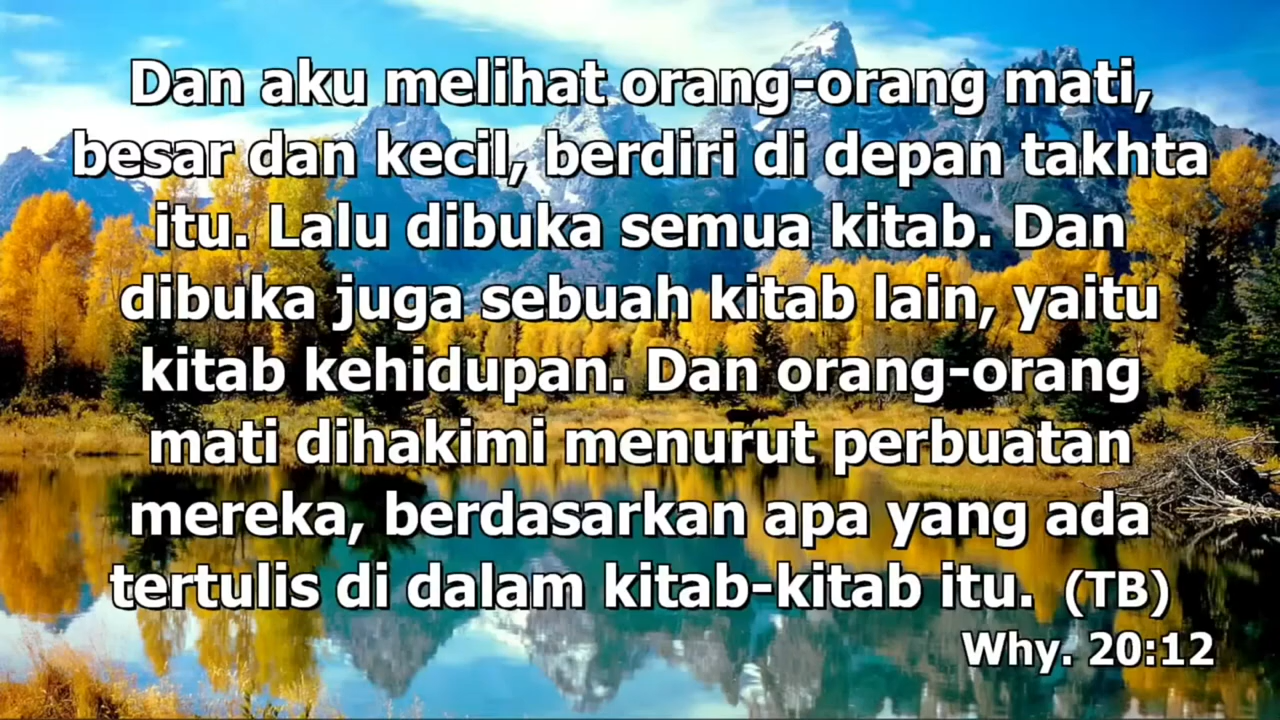 Dan aku melihat orang-orang mati,
besar dan kecil, berdiri di depan takhta
itu. Lalu dibuka semua kitab. Dan
dibuka juga sebuah kitab lain, yaitu
kitab kehidupan. Dan orang-orang
mati dihakimi menurut perbuatan
mereka, berdasarkan apa yang ada
tertulis di dalam kitab-kitab itu. (TB)
Why. 20:12